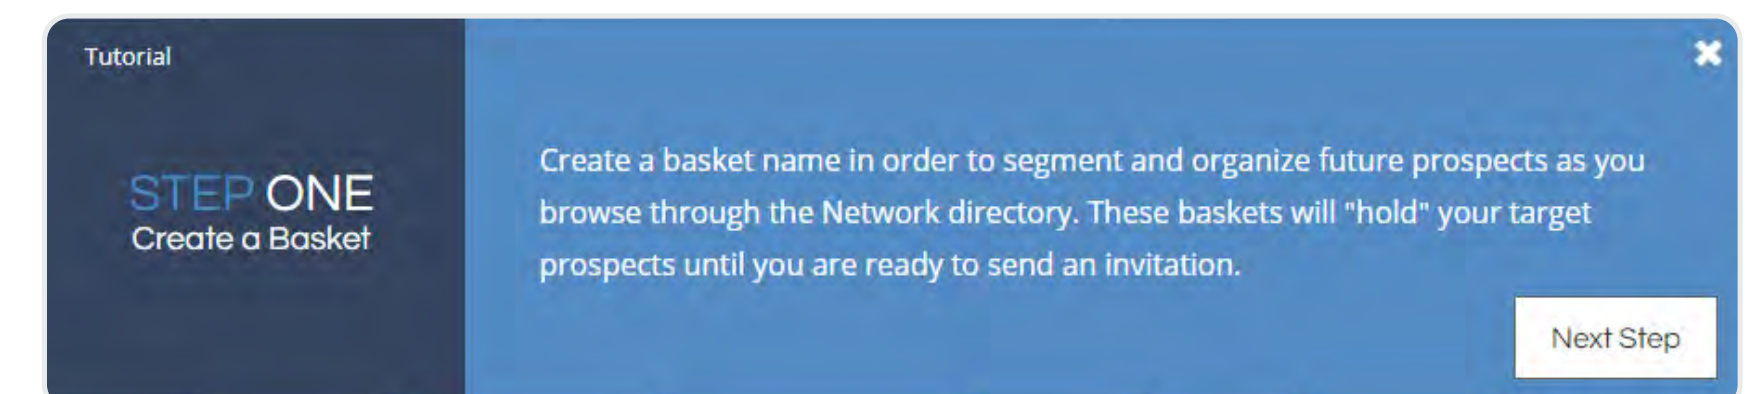 Tutorial
STEP ONE
Create a Basket
Create a basket name in order to segment and organize future prospects as you
browse through the Network directory. These baskets will "hold" your target
prospects until you are ready to send an invitation.
Next Step